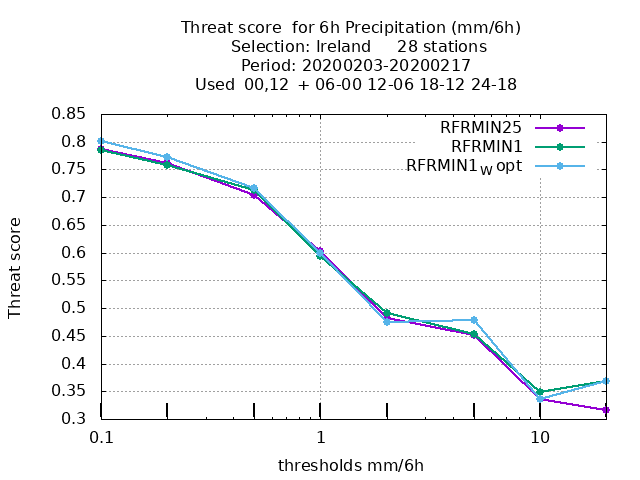 Threat score  for 6h Precipitation (mm/6h)
Selection: Ireland     28 stations
Period: 20200203-20200217
Used  00,12  + 06-00 12-06 18-12 24-18
RFRMIN25
RFRMIN1
RFRMIN1w opt
Threat score
0.85
0.8
0.75
0.7
0.65
0.6
0.55
0.5
0.45
0.4
0.35
0.3
0.1 1 10
thresholds mm/6h